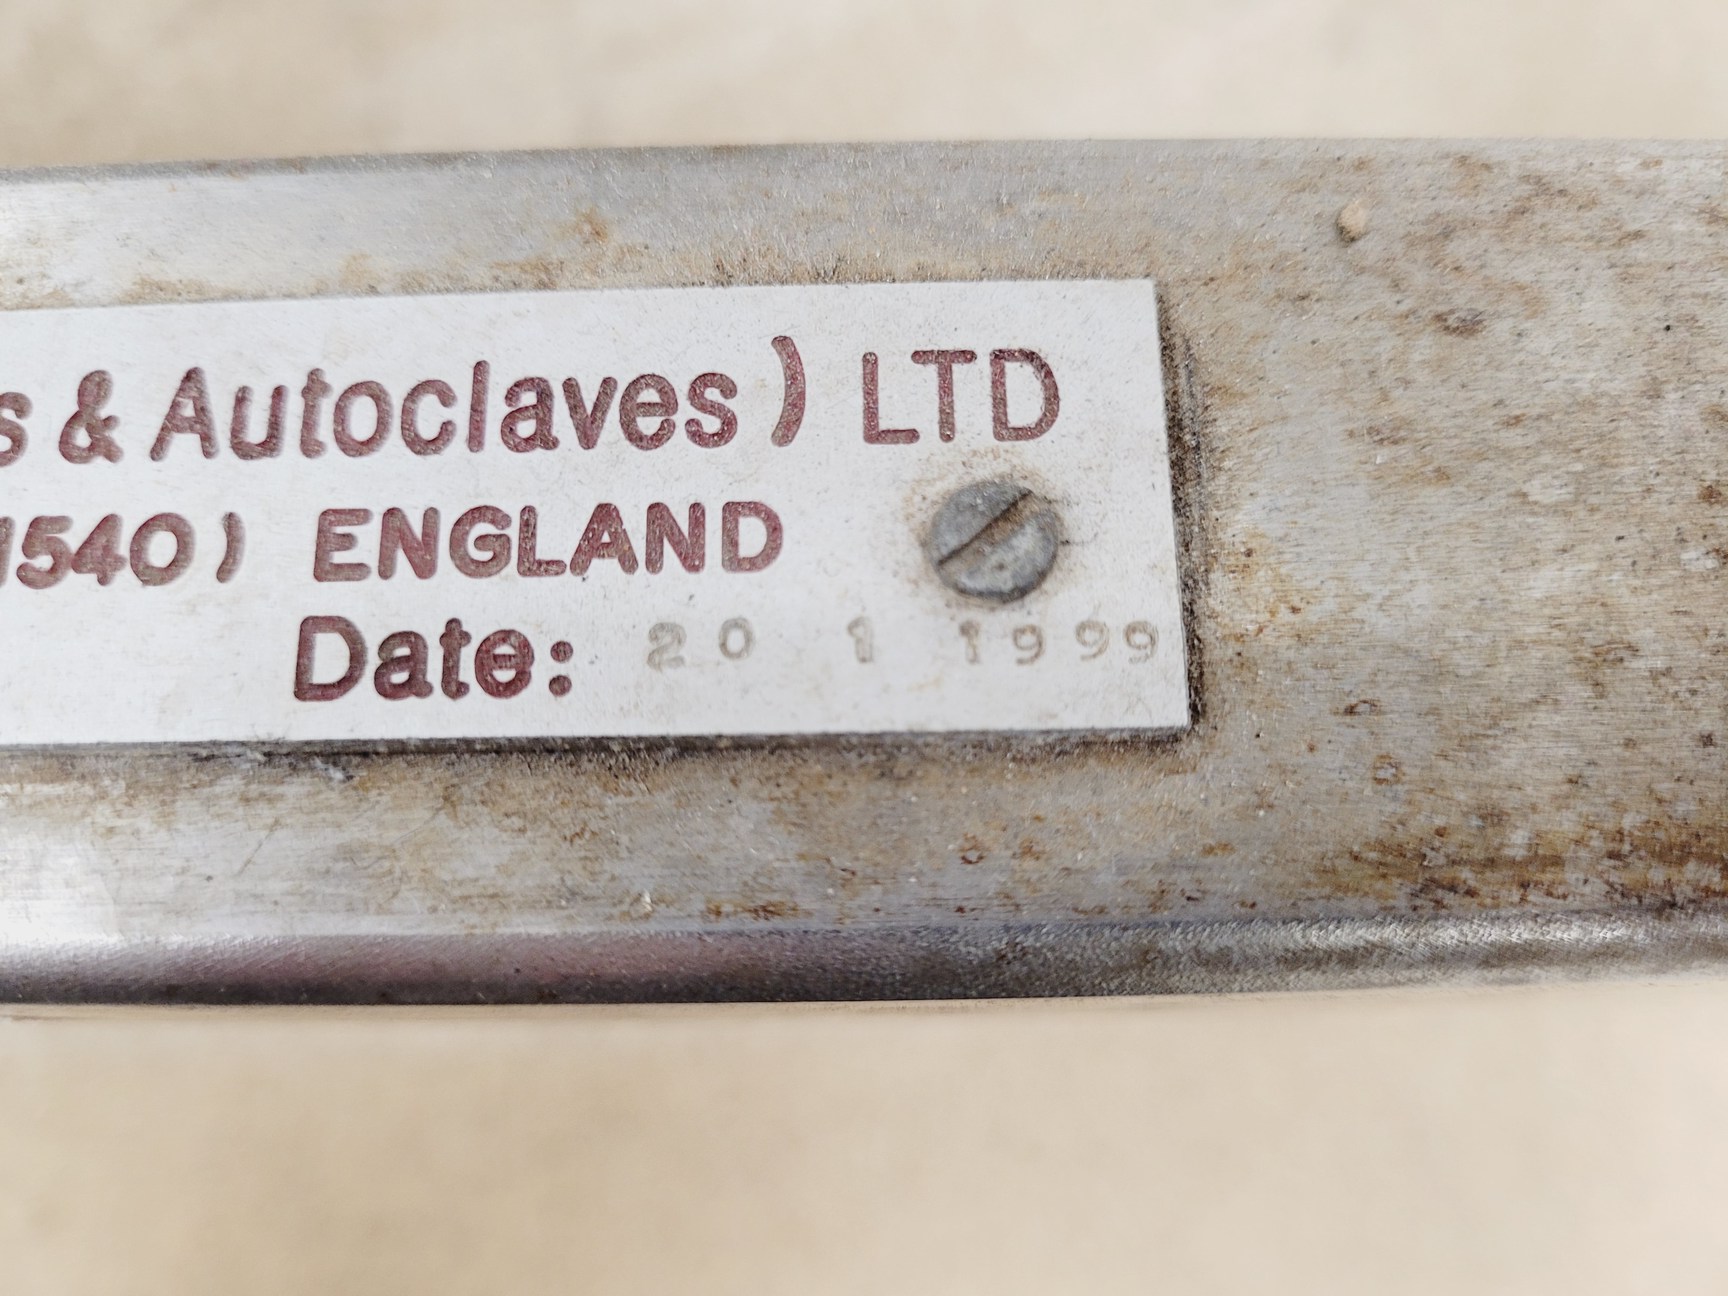 s & Autoclaves) LTD
1540) ENGLAND
Date: 20 1 1999